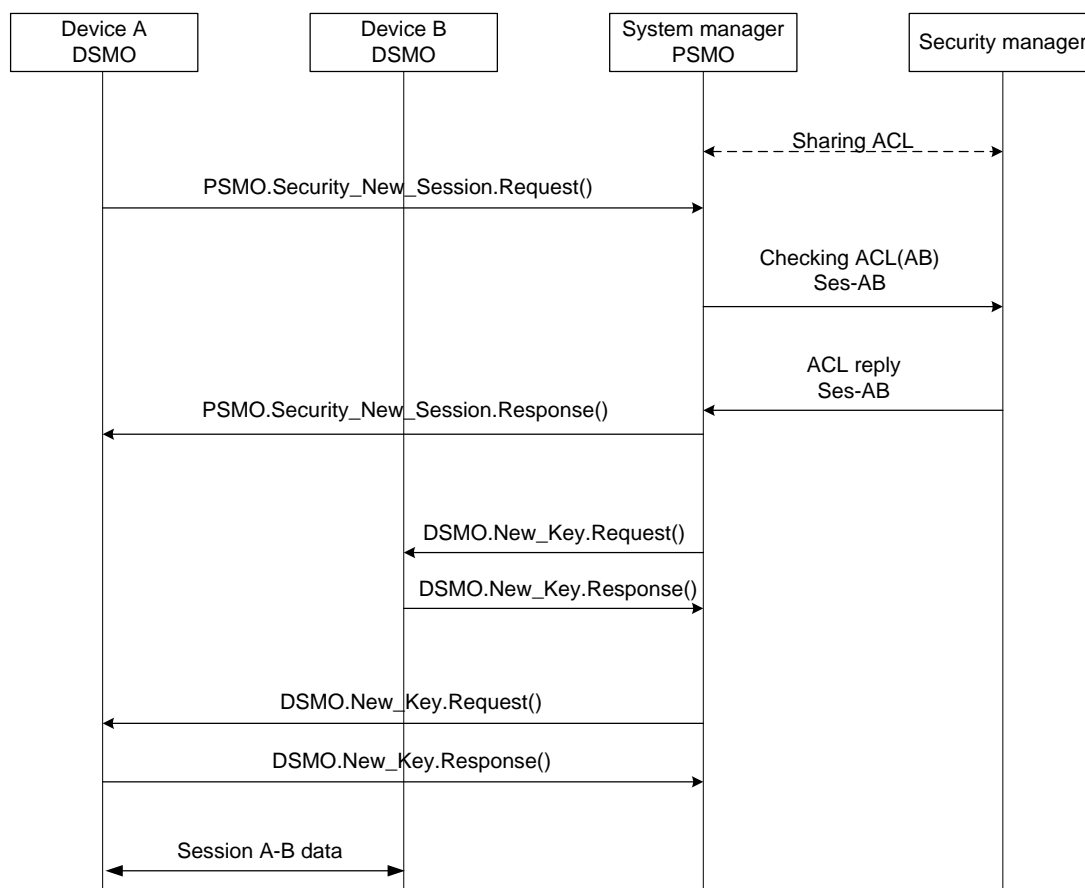 Device A
DSMO
Device B
DSMO
System manager
PSMO
Security manager
Sharing ACL
PSMO.Security_New_Session.Request()
Checking ACL(AB)
Ses-AB
ACL reply
Ses-AB
PSMO.Security_New_Session.Response()
DSMO.New_Key.Request()
DSMO.New_Key.Response()
DSMO.New_Key.Request()
DSMO.New_Key.Response()
Session A-B data